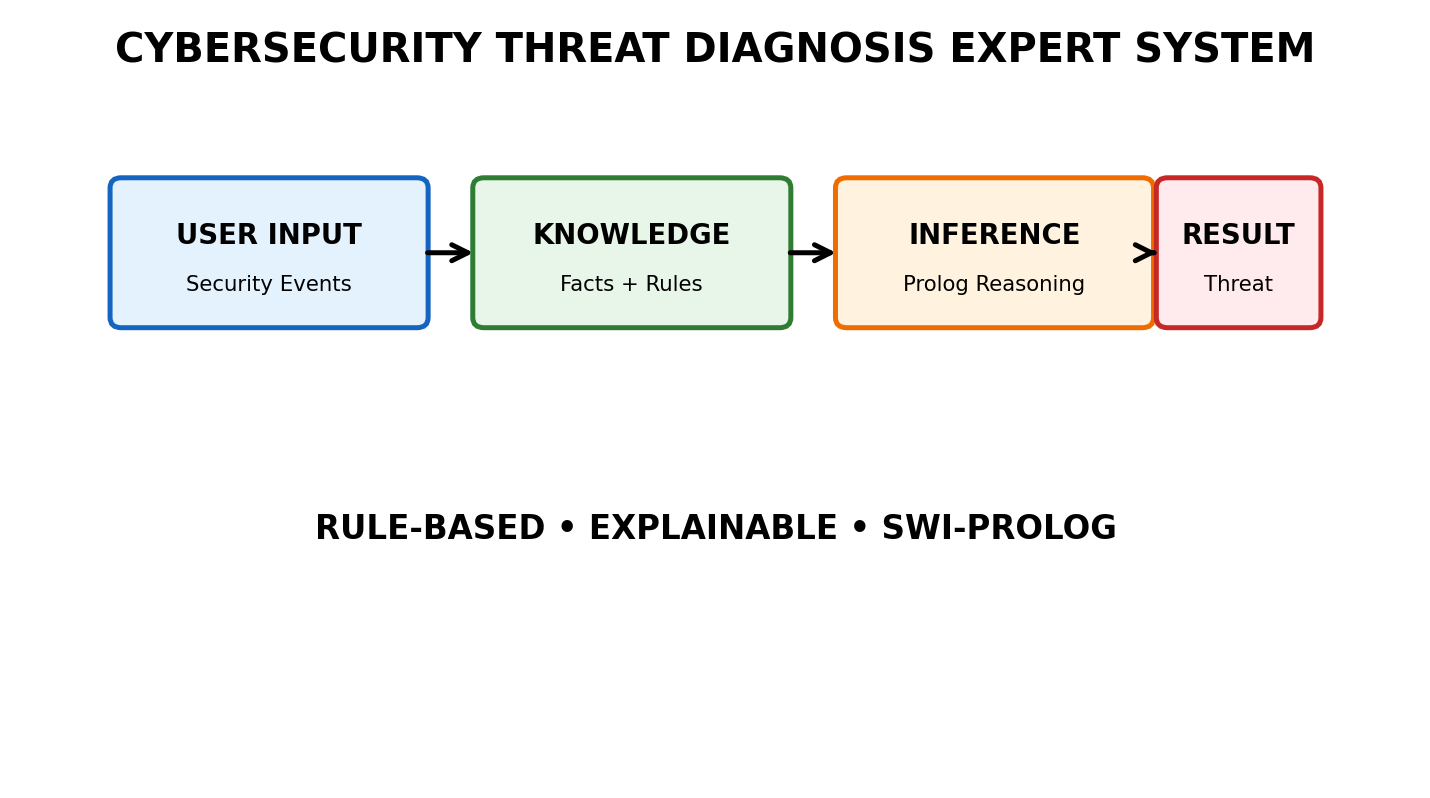 CYBERSECURITY THREAT DIAGNOSIS EXPERT SYSTEM
USER INPUT
Security Events
KNOWLEDGE
Facts + Rules
INFERENCE
Prolog Reasoning
RESULT
Threat
RULE-BASED • EXPLAINABLE • SWI-PROLOG